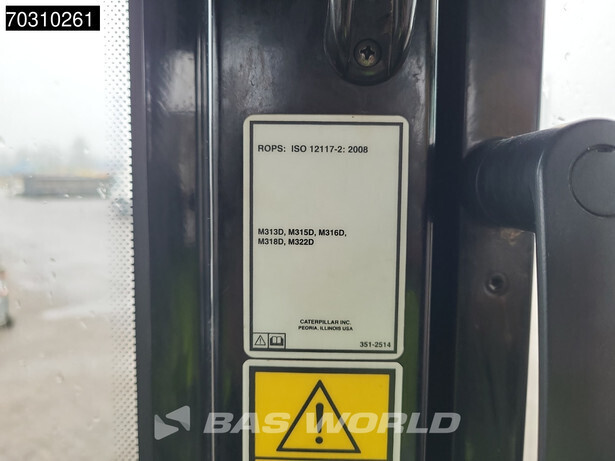 70310261
ROPS: ISO 12117-2: 2008
M313D, M315D, M316D,
M318D, M322D
CATERPILLAR INC.
PEORIA, ILLINOIS USA
351-2514
BAS WORLD